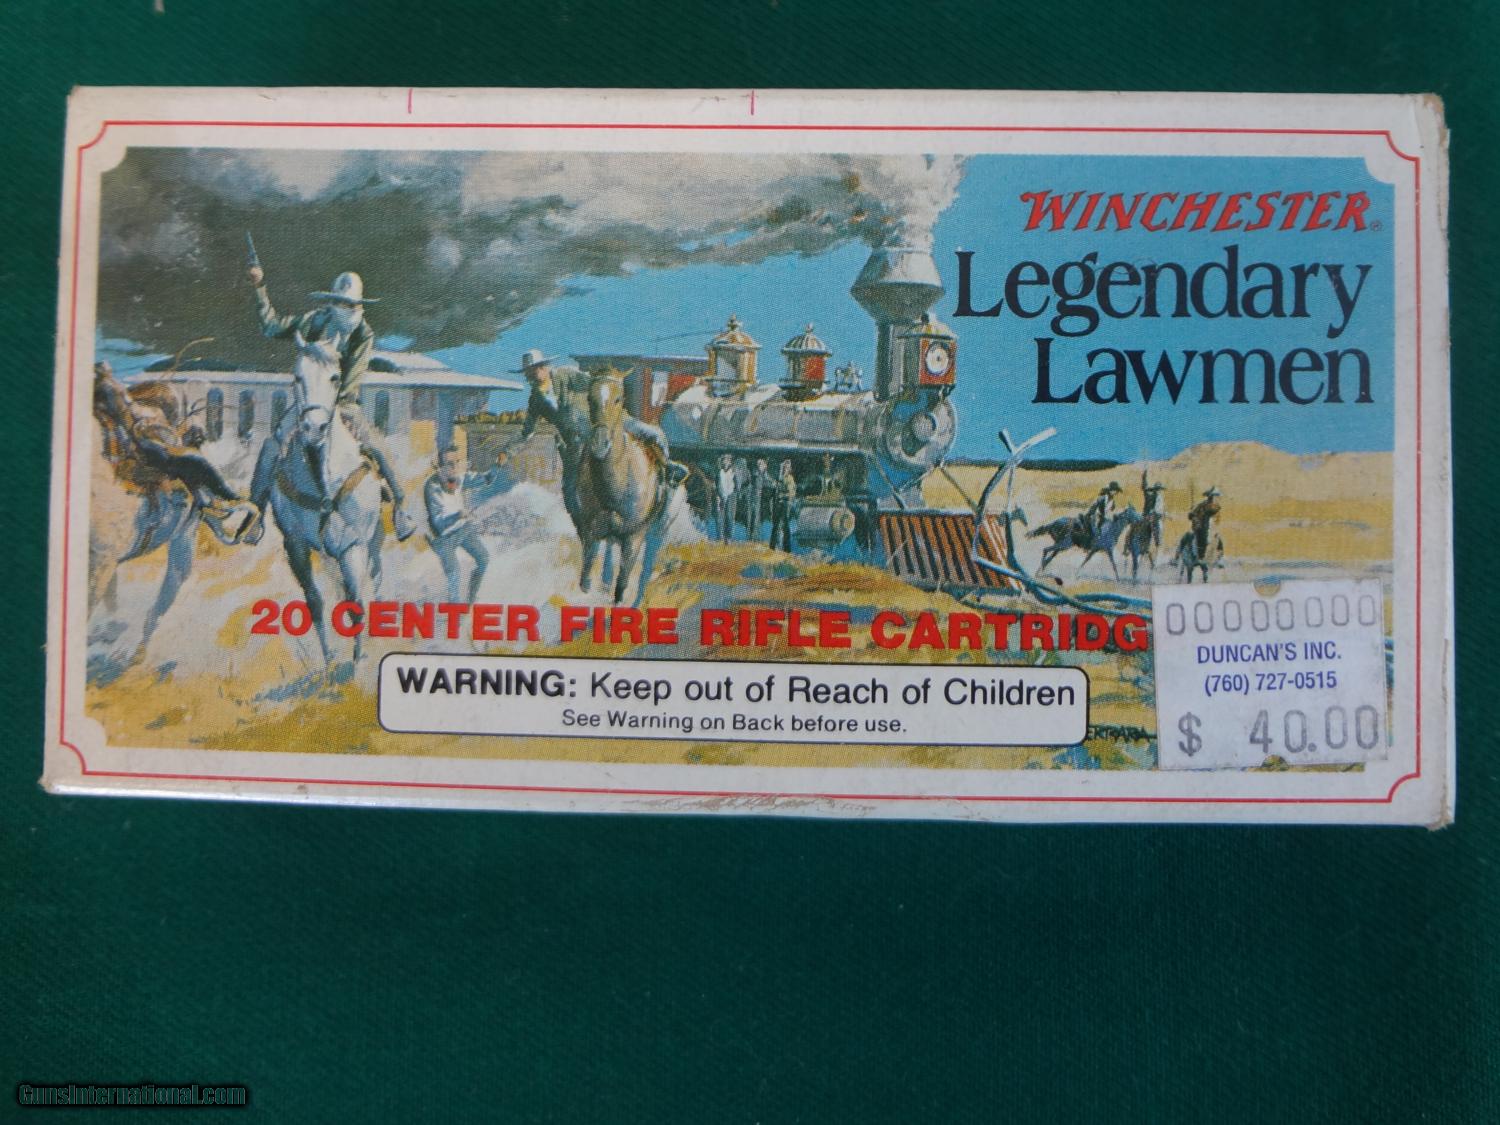 WINCHESTER®
Legendary
Lawmen
20 CENTER FIRE RIFLE CARTRIDG
00000000
DUNCAN'S INC.
(760) 727-0515
$ 40.00
WARNING: Keep out of Reach of Children
See Warning on Back before use.
GunsInternational.com